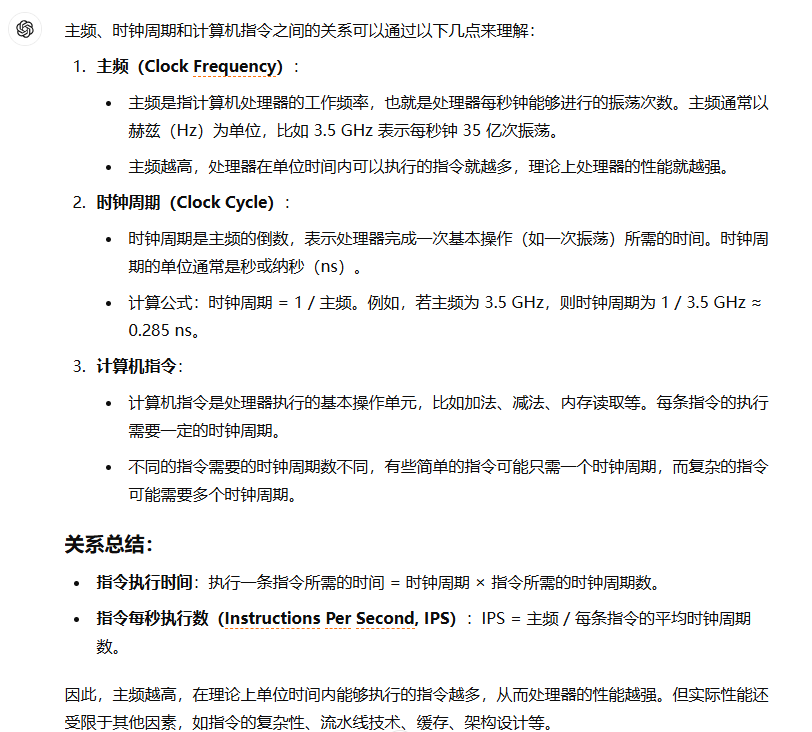 主频、时钟周期和计算机指令之间的关系可以通过以下几点来理解：
1. 主频（Clock Frequency）：
• 主频是指计算机处理器的工作频率，也就是处理器每秒钟能够进行的振荡次数。主频通常以
赫兹（Hz）为单位，比如 3.5 GHz 表示每秒钟 35 亿次振荡。
• 主频越高，处理器在单位时间内可以执行的指令就越多，理论上处理器的性能就越强。
2. 时钟周期（Clock Cycle）：
• 时钟周期是主频的倒数，表示处理器完成一次基本操作（如一次振荡）所需的时间。时钟周
期的单位通常是秒或纳秒（ns）。
• 计算公式：时钟周期 = 1 / 主频。例如，若主频为 3.5 GHz，则时钟周期为 1 / 3.5 GHz ≈
0.285 ns。
3. 计算机指令：
• 计算机指令是处理器执行的基本操作单元，比如加法、减法、内存读取等。每条指令的执行
需要一定的时钟周期。
• 不同的指令需要的时钟周期数不同，有些简单的指令可能只需一个时钟周期，而复杂的指令
可能需要多个时钟周期。
关系总结：
• 指令执行时间：执行一条指令所需的时间 = 时钟周期 × 指令所需的时钟周期数。
• 指令每秒执行数（Instructions Per Second, IPS）：IPS = 主频 / 每条指令的平均时钟周期
数。
因此，主频越高，在理论上单位时间内能够执行的指令越多，从而处理器的性能越强。但实际性能还
受限于其他因素，如指令的复杂性、流水线技术、缓存、架构设计等。